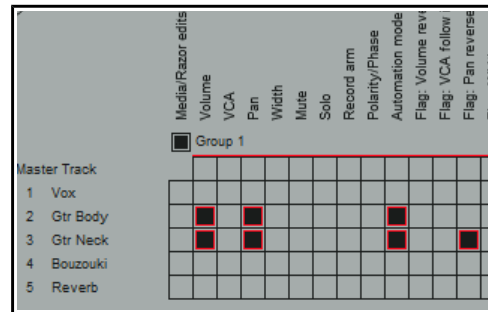 Media/Razor edits
Volume
VCA
Pan
Width
Mute
Solo
Record arm
Polarity/Phase
Automation mode
Flag: Volume reve
Flag: VCA follow
Flag: Pan reverse
Group 1
Master Track
1 Vox
2 Gtr Body
3 Gtr Neck
4 Bouzouki
5 Reverb